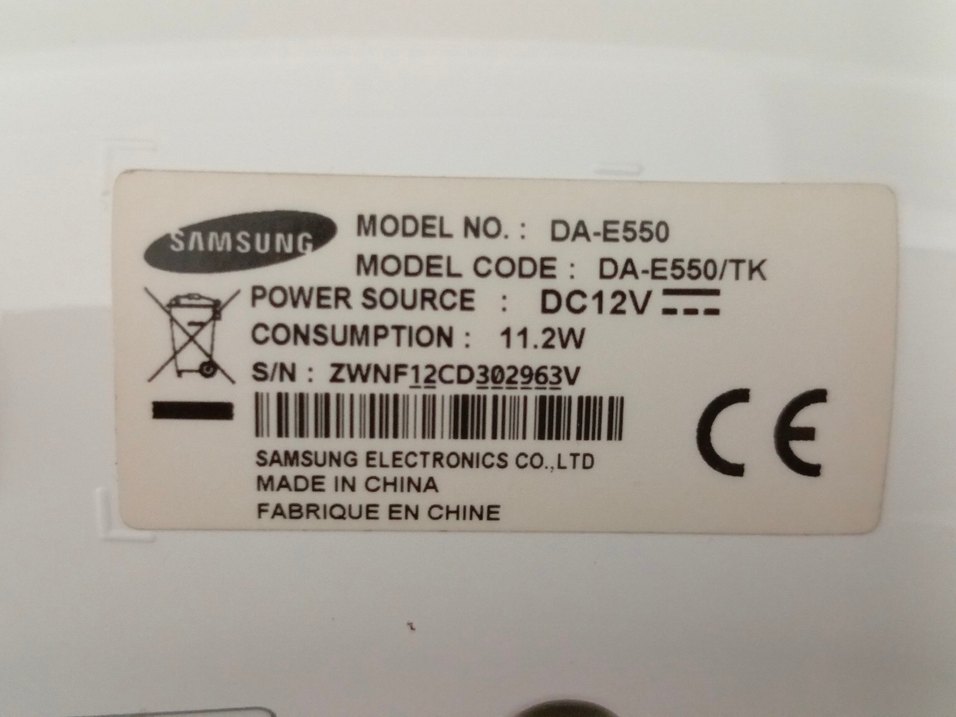 SAMSUNG
MODEL NO. : DA-E550
MODEL CODE : DA-E550/TK
POWER SOURCE : DC12V
CONSUMPTION : 11.2W
S/N : ZWNF12CD302963V
SAMSUNG ELECTRONICS CO.,LTD
MADE IN CHINA
FABRIQUE EN CHINE
CE